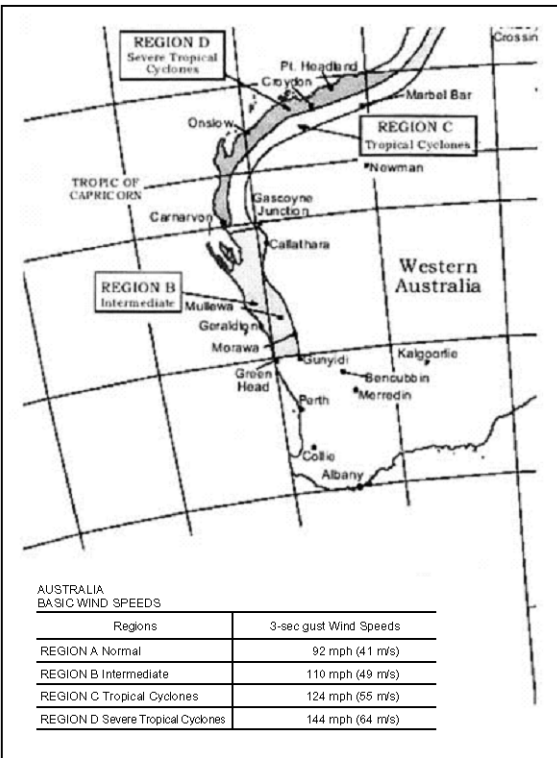 Crossin
REGION D
Severe Tropical
Cyclones
Pt. Headland
Croydon
Marbel Bar
Onslow
REGION C
Tropical Cyclones
Newman
TROPIC OF
CAPRICORN
Gascoyne
Junction
Carnarvon
Callathara
Western
Australia
REGION B
Intermediate
Mullewa
Geraldton
Morawa
Gunyidi
Kalgoorlie
Green
Head
Bencubbin
Merredin
Perth
Collie
Albany
AUSTRALIA
BASIC WIND SPEEDS
Regions 3-sec gust Wind Speeds
REGION A Normal 92 mph (41 m/s)
REGION B Intermediate 110 mph (49 m/s)
REGION C Tropical Cyclones 124 mph (55 m/s)
REGION D Severe Tropical Cyclones 144 mph (64 m/s)